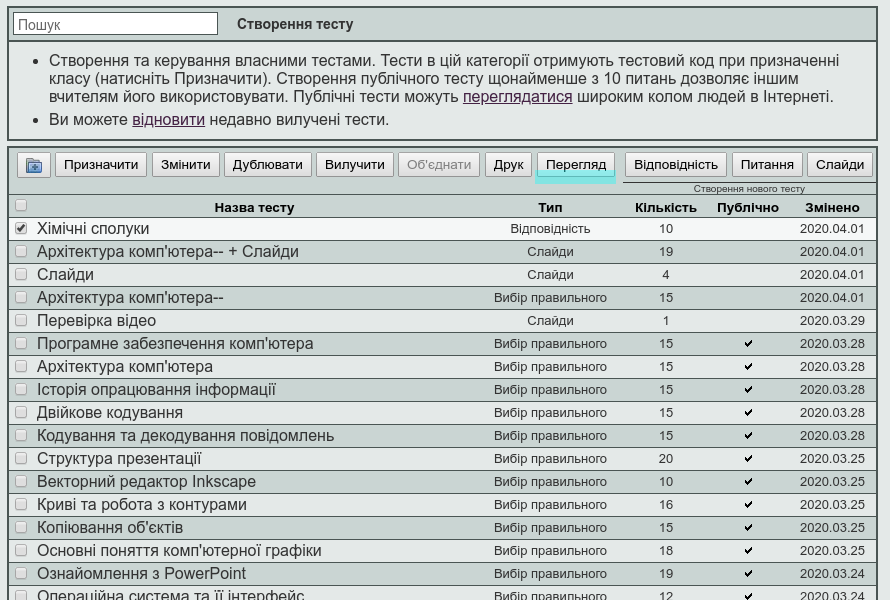 Пошук
Створення тесту
• Створення та керування власними тестами. Тести в цій категорії отримують тестовий код при призначенні
класу (натисніть Призначити). Створення публічного тесту щонайменше з 10 питань дозволяє іншим
вчителям його використовувати. Публічні тести можуть переглядатися широким колом людей в Інтернеті.
• Ви можете відновити недавно вилучені тести.
Призначити Змінити Дублювати Вилучити Об'єднати Друк Перегляд Відповідність Питання Слайди
Створення нового тесту
Назва тесту Тип Кількість Публічно Змінено
Хімічні сполуки Відповідність 10 2020.04.01
Архітектура комп'ютера-- + Слайди Слайди 19 2020.04.01
Слайди Слайди 4 2020.04.01
Архітектура комп'ютера-- Вибір правильного 15 2020.04.01
Перевірка відео Слайди 1 2020.03.29
Програмне забезпечення комп'ютера Вибір правильного 15 ✔ 2020.03.28
Архітектура комп'ютера Вибір правильного 15 ✔ 2020.03.28
Історія опрацювання інформації Вибір правильного 15 ✔ 2020.03.28
Двійкове кодування Вибір правильного 15 ✔ 2020.03.28
Кодування та декодування повідомлень Вибір правильного 15 ✔ 2020.03.28
Структура презентації Вибір правильного 20 ✔ 2020.03.25
Векторний редактор Inkscape Вибір правильного 10 ✔ 2020.03.25
Криві та робота з контурами Вибір правильного 16 ✔ 2020.03.25
Копіювання об'єктів Вибір правильного 15 ✔ 2020.03.25
Основні поняття комп'ютерної графіки Вибір правильного 18 ✔ 2020.03.25
Ознайомлення з PowerPoint Вибір правильного 19 ✔ 2020.03.24
Операційна система та її інтерфейс Вибір правильного 12 ✔ 2020.03.24